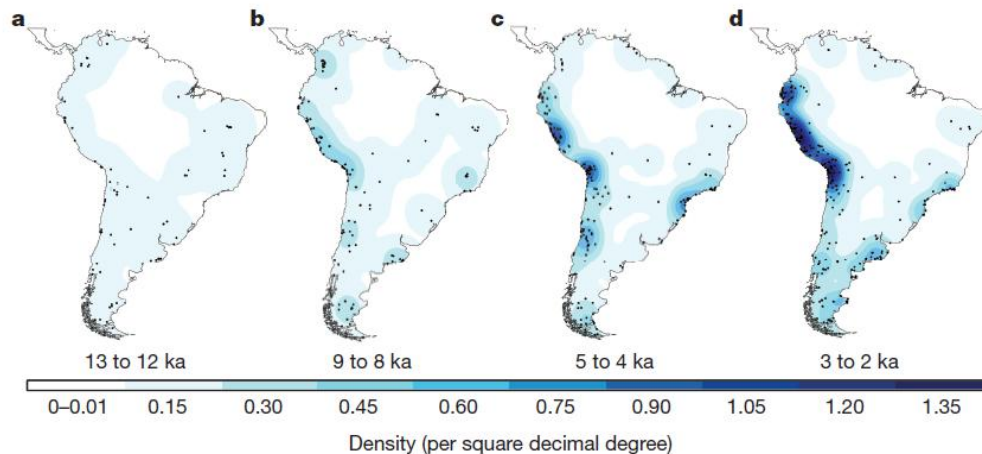 a b c d
13 to 12 ka 9 to 8 ka 5 to 4 ka 3 to 2 ka
0–0.01 0.15 0.30 0.45 0.60 0.75 0.90 1.05 1.20 1.35
Density (per square decimal degree)